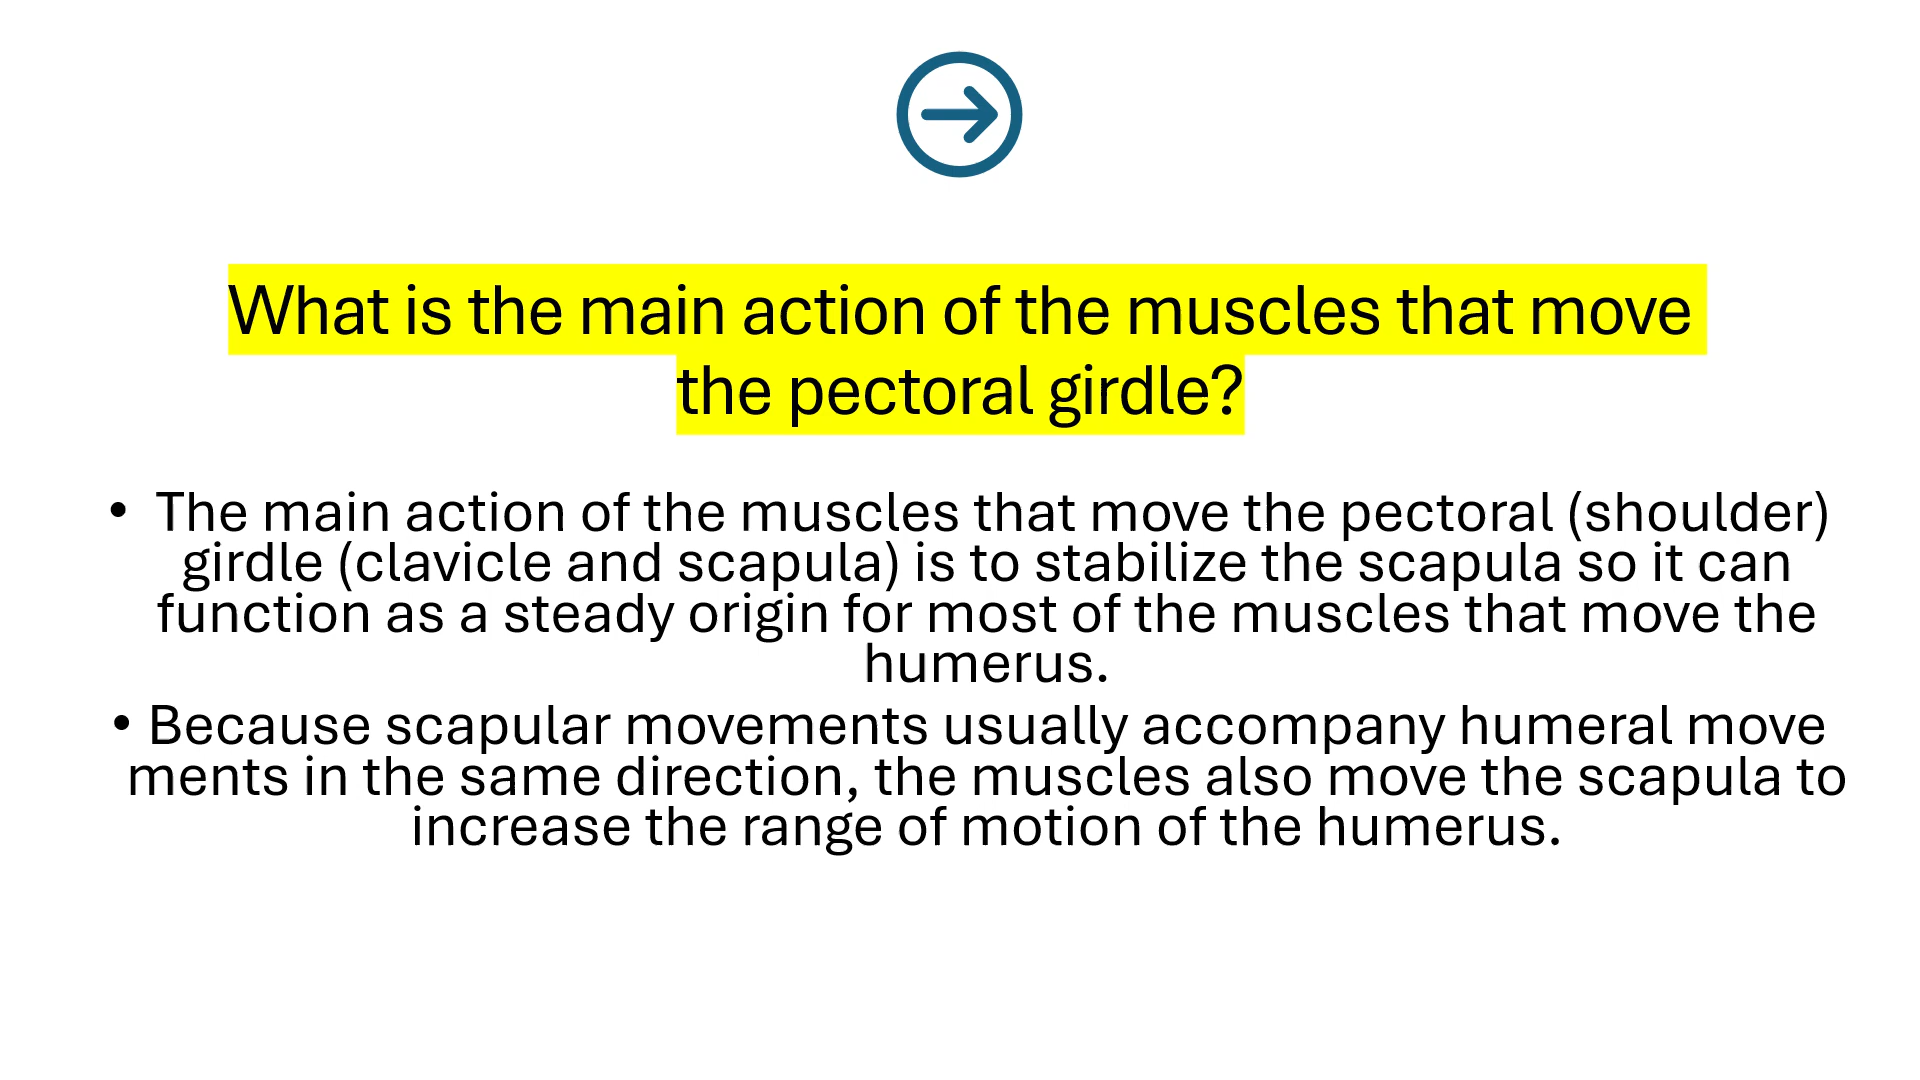 What is the main action of the muscles that move
the pectoral girdle?
• The main action of the muscles that move the pectoral (shoulder)
girdle (clavicle and scapula) is to stabilize the scapula so it can
function as a steady origin for most of the muscles that move the
humerus.
• Because scapular movements usually accompany humeral move
ments in the same direction, the muscles also move the scapula to
increase the range of motion of the humerus.